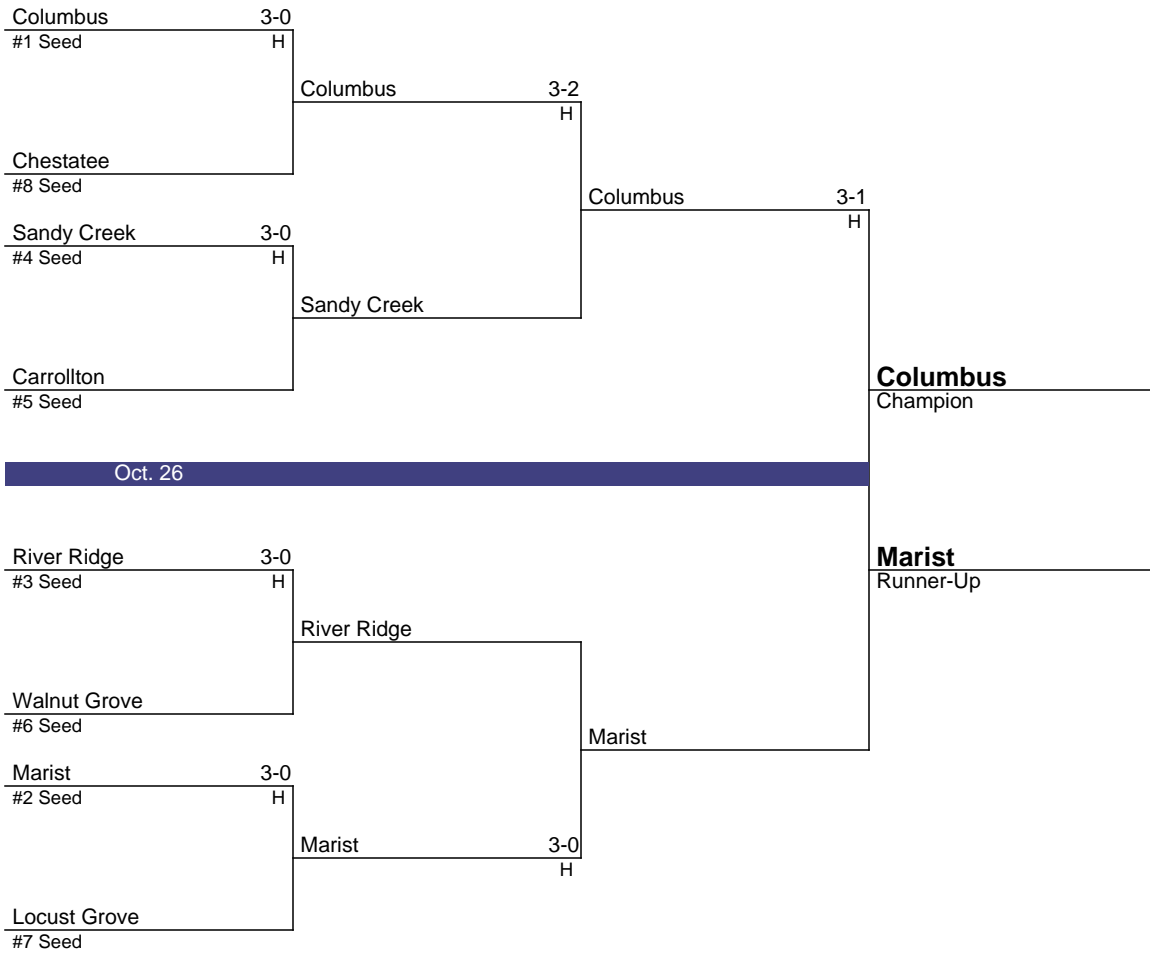 Columbus 3-0
#1 Seed H
Columbus 3-2
H
Chestatee
#8 Seed
Columbus 3-1
H
Sandy Creek 3-0
#4 Seed H
Sandy Creek
Carrollton
#5 Seed
Columbus
Champion
Oct. 26
River Ridge 3-0
#3 Seed H
Marist
Runner-Up
River Ridge
Walnut Grove
#6 Seed
Marist
Marist 3-0
#2 Seed H
Marist 3-0
H
Locust Grove
#7 Seed